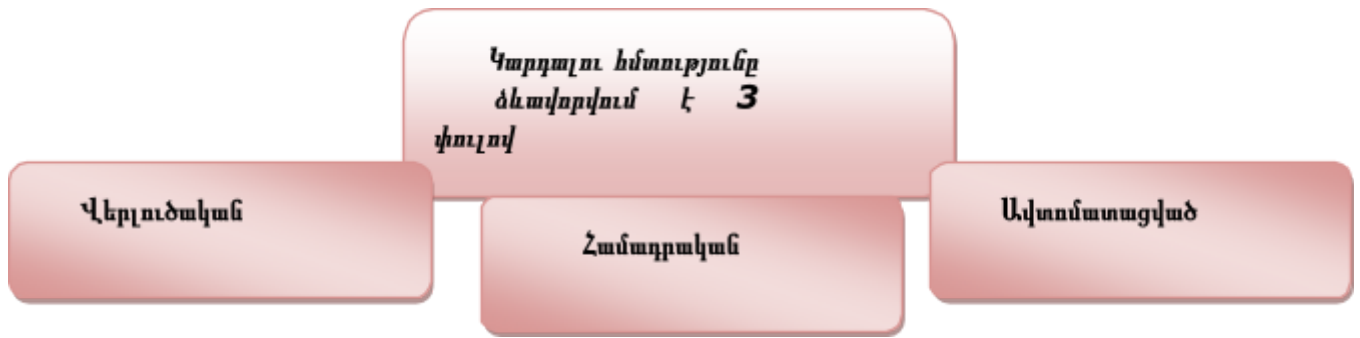 Կարդալու հմտությունը
ձևավորվում է 3
փուլով
Վերլուծական
Համադրական
Ավտոմատացված